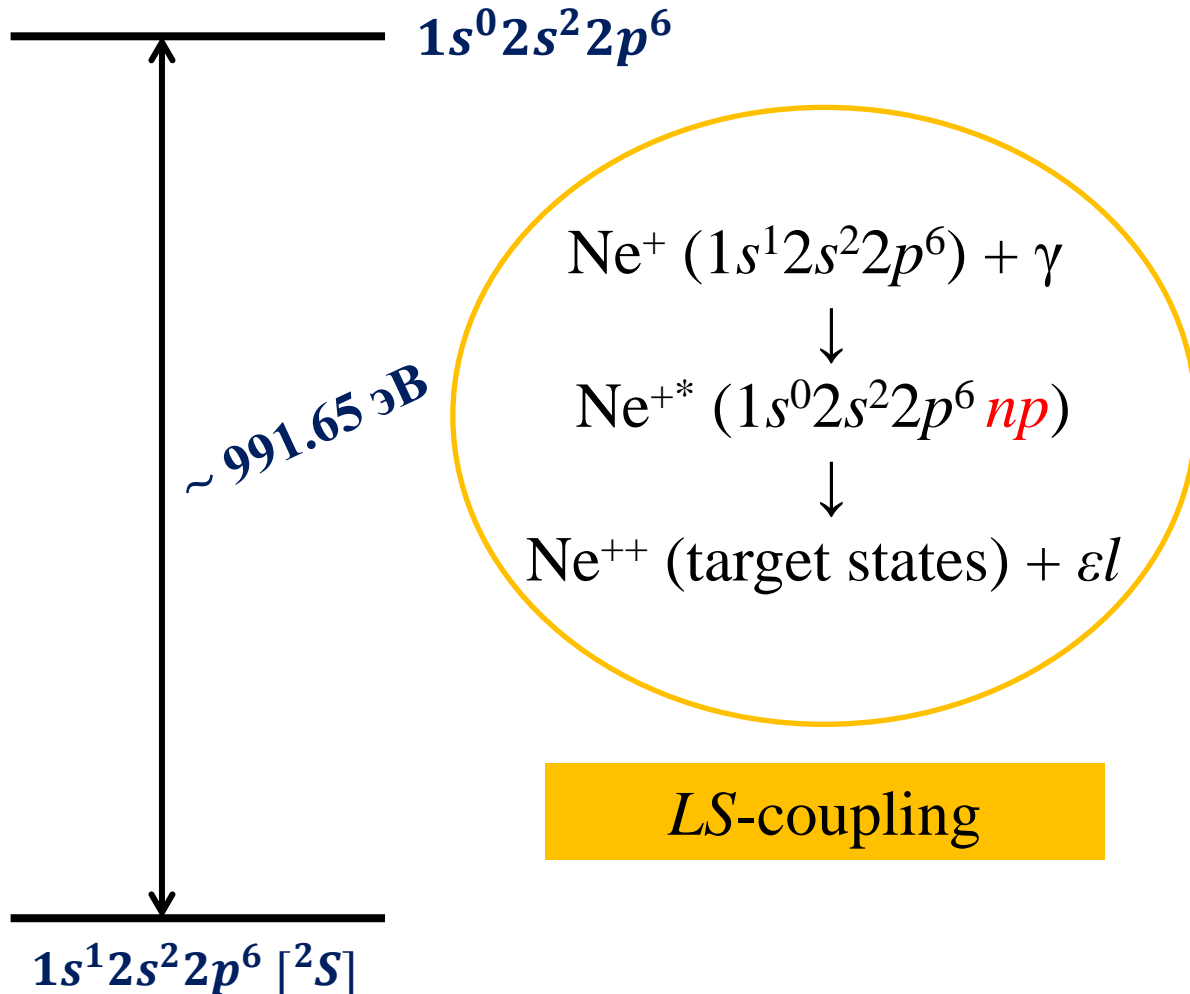 1s⁰2s²2p⁶
~ 991.65 эВ
Ne⁺ (1s¹2s²2p⁶) + γ
↓
Ne⁺* (1s⁰2s²2p⁶ np)
↓
Ne⁺⁺ (target states) + εl
LS-coupling
1s¹2s²2p⁶ [²S]